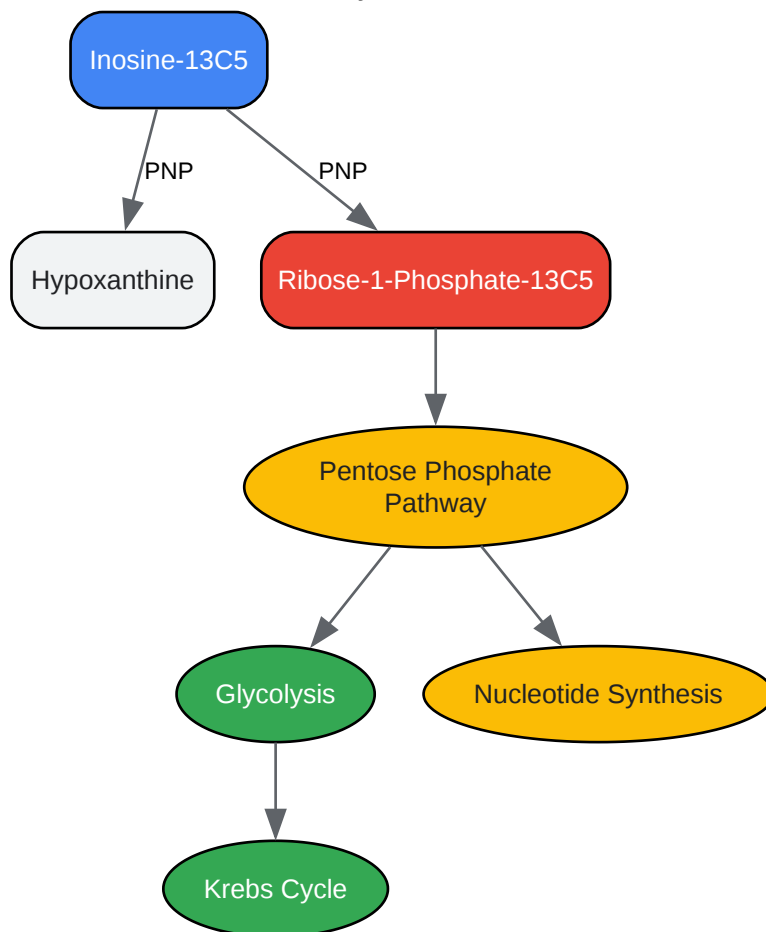 Inosine-13C5
PNP
PNP
Hypoxanthine
Ribose-1-Phosphate-13C5
Pentose Phosphate
Pathway
Glycolysis
Nucleotide Synthesis
Krebs Cycle